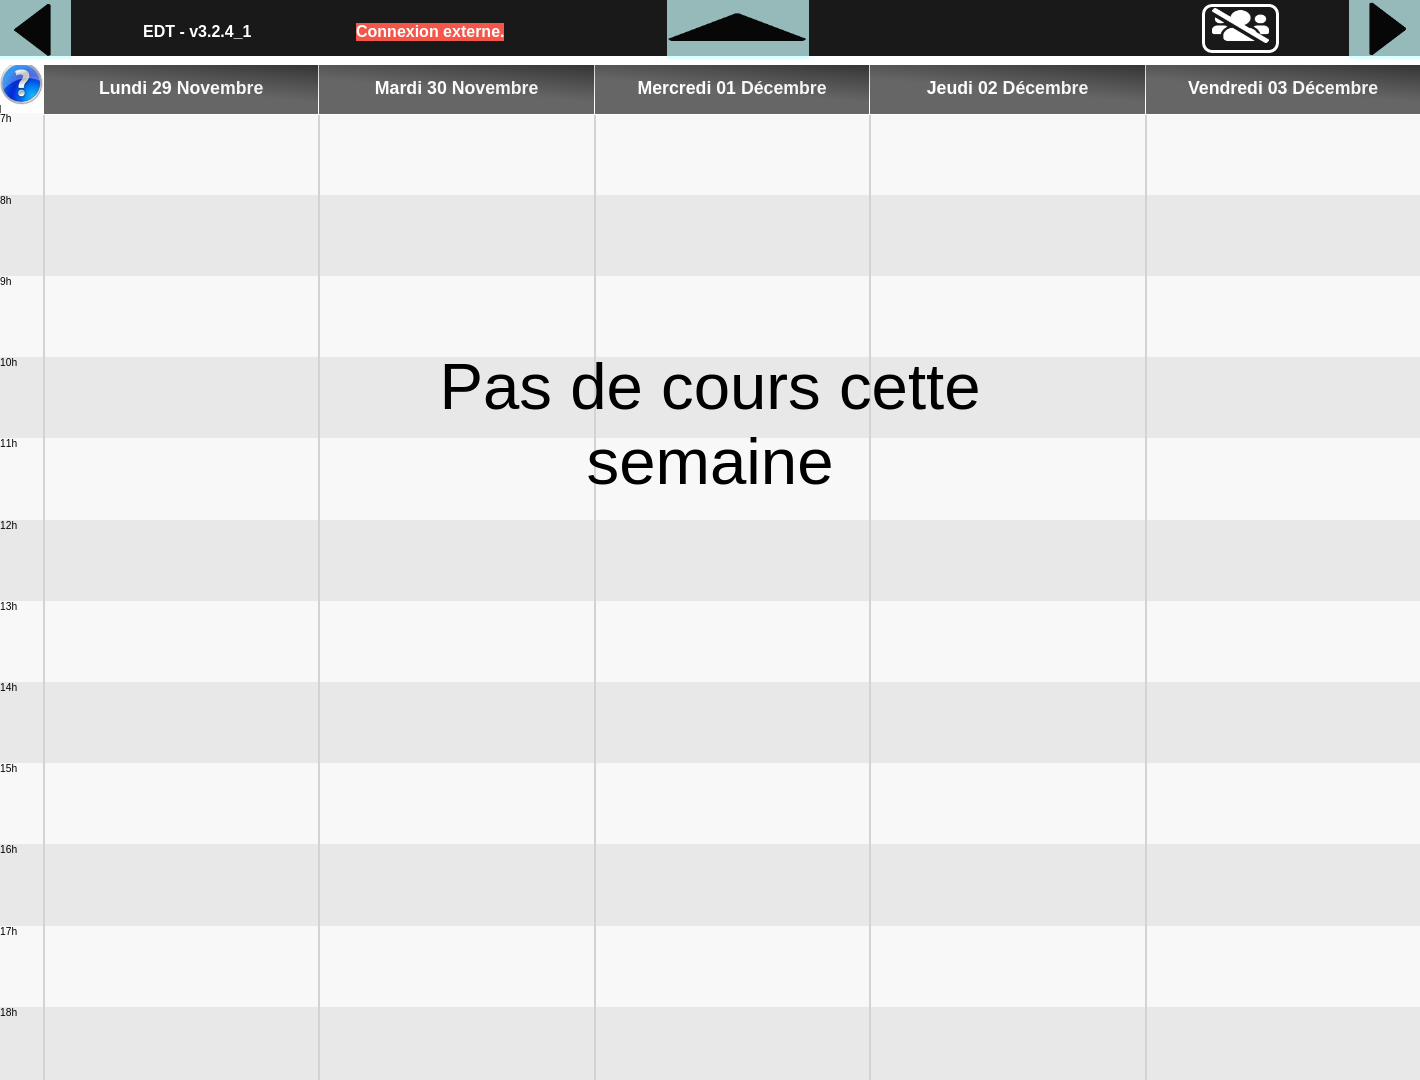 EDT - v3.2.4_1
Connexion externe.
Lundi 29 Novembre
Mardi 30 Novembre
Mercredi 01 Décembre
Jeudi 02 Décembre
Vendredi 03 Décembre
7h
8h
9h
10h
Pas de cours cette
11h
semaine
12h
13h
14h
15h
16h
17h
18h